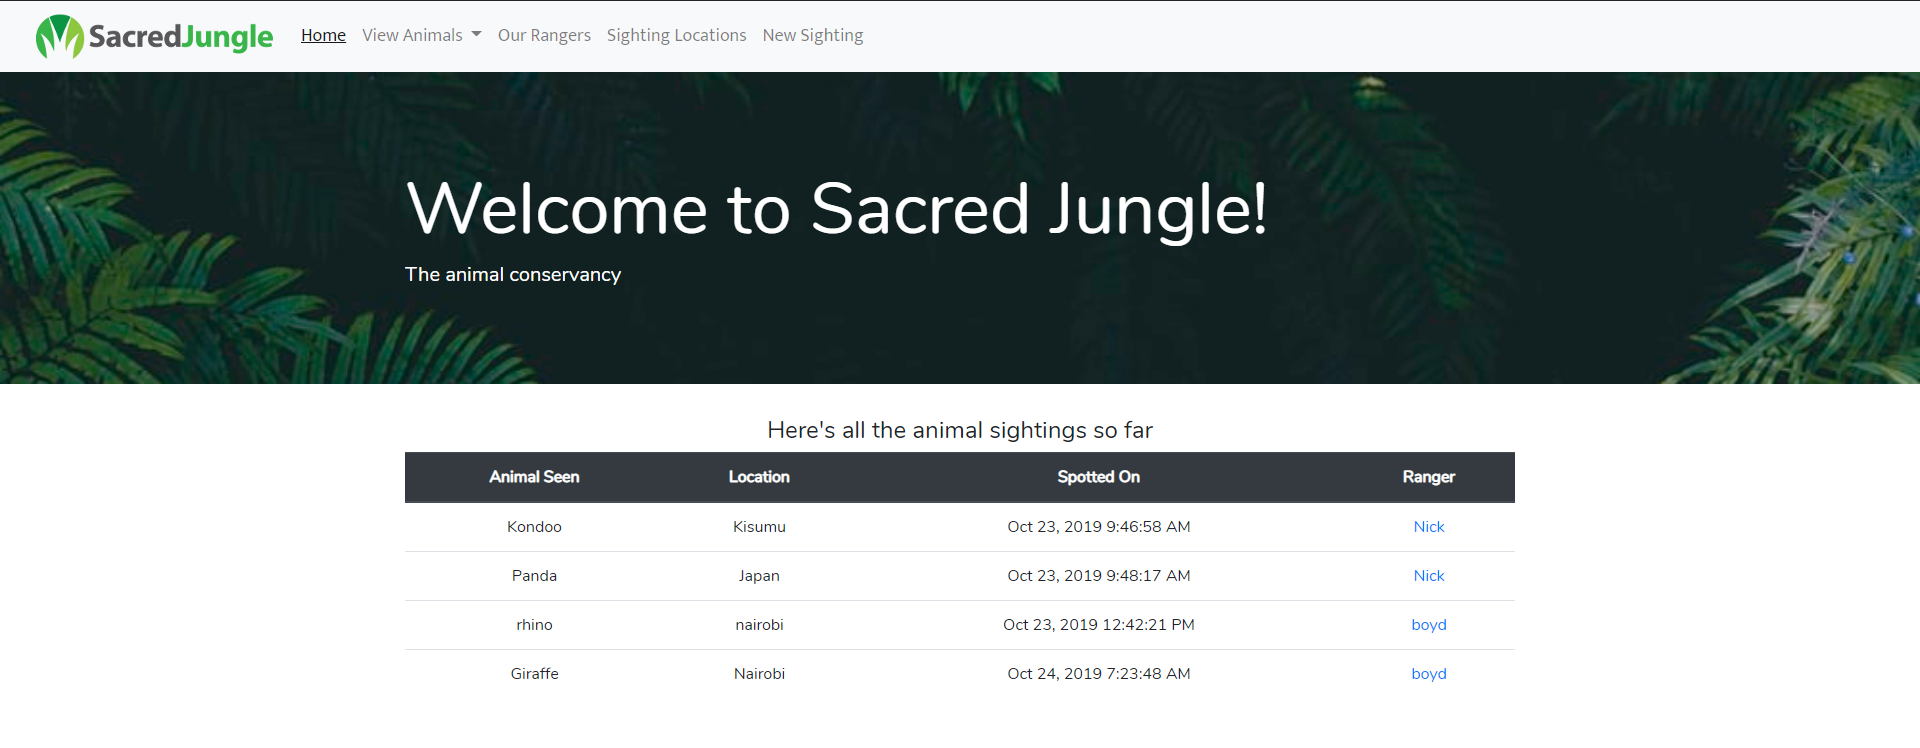 SacredJungle Home View Animals Our Rangers Sighting Locations New Sighting
Welcome to Sacred Jungle!
The animal conservancy
Here's all the animal sightings so far
Animal Seen Location Spotted On Ranger
Kondoo Kisumu Oct 23, 2019 9:46:58 AM Nick
Panda Japan Oct 23, 2019 9:48:17 AM Nick
rhino nairobi Oct 23, 2019 12:42:21 PM boyd
Giraffe Nairobi Oct 24, 2019 7:23:48 AM boyd